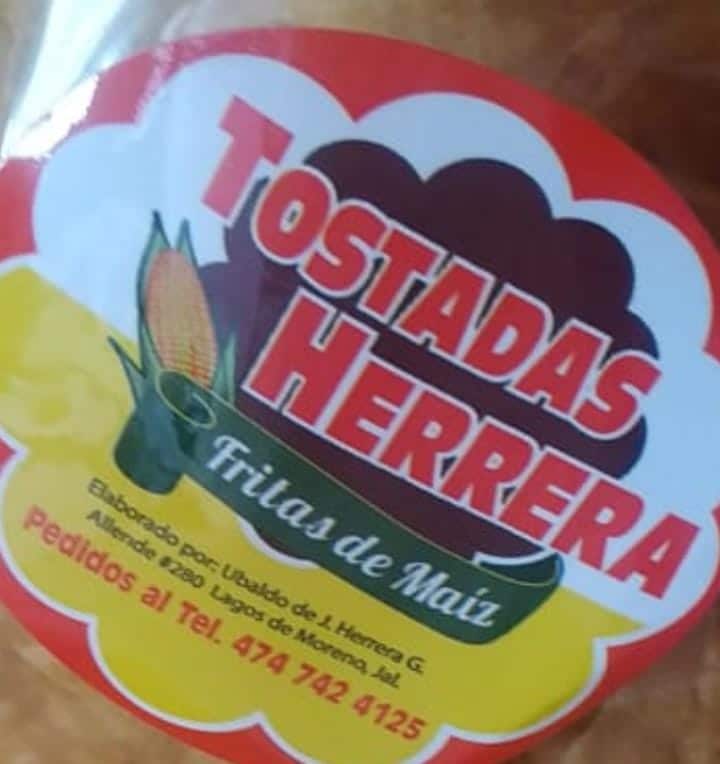 TOSTADAS
HERRERA
Fritas de Maíz
Elaborado por: Ubaldo de J. Herrera G.
Allende #280 Lagos de Moreno, Jal.
Pedidos al Tel. 474 742 4125